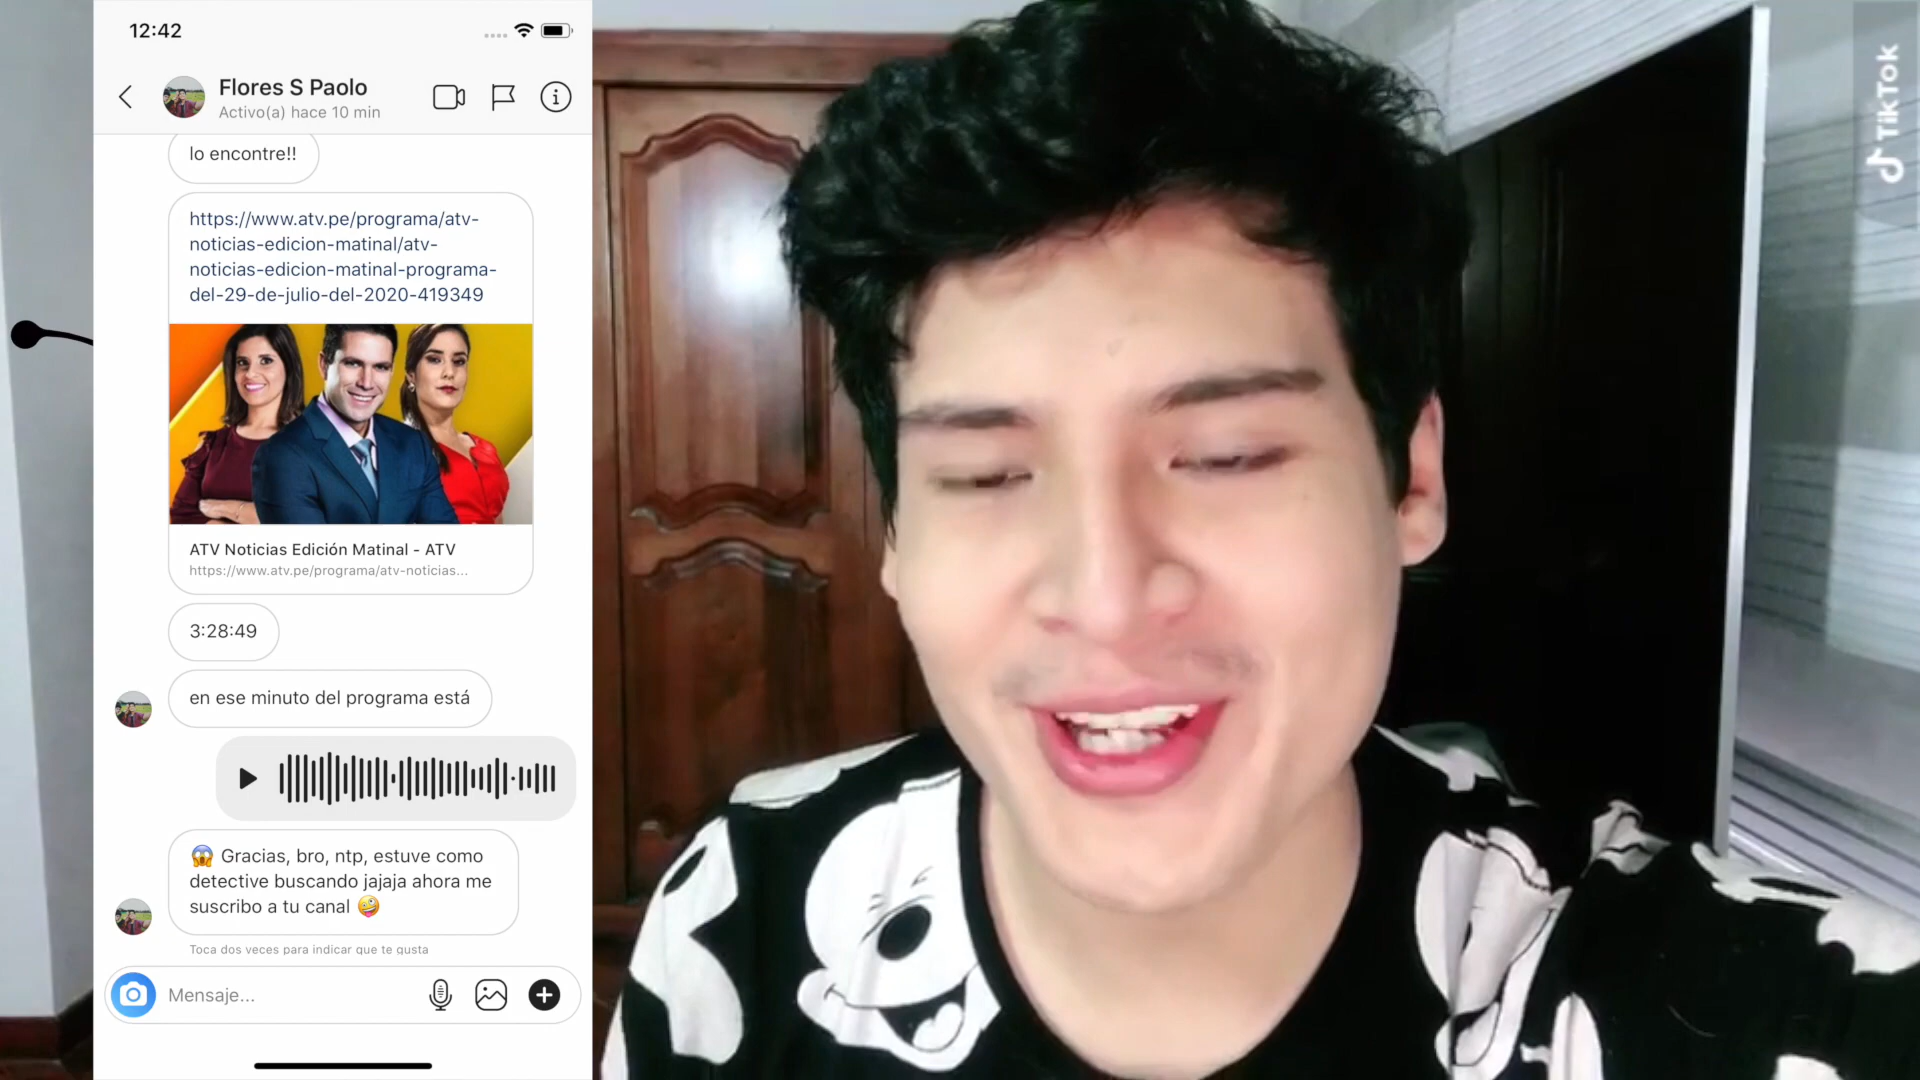 12:42
Flores S Paolo
Activo(a) hace 10 min
lo encontre!!
https://www.atv.pe/programa/atv-
noticias-edicion-matinal/atv-
noticias-edicion-matinal-programa-
del-29-de-julio-del-2020-419349
ATV Noticias Edición Matinal - ATV
https://www.atv.pe/programa/atv-noticias...
3:28:49
en ese minuto del programa está
😱 Gracias, bro, ntp, estuve como
detective buscando jajaja ahora me
suscribo a tu canal 🤪
Toca dos veces para indicar que te gusta
Mensaje...
TikTok